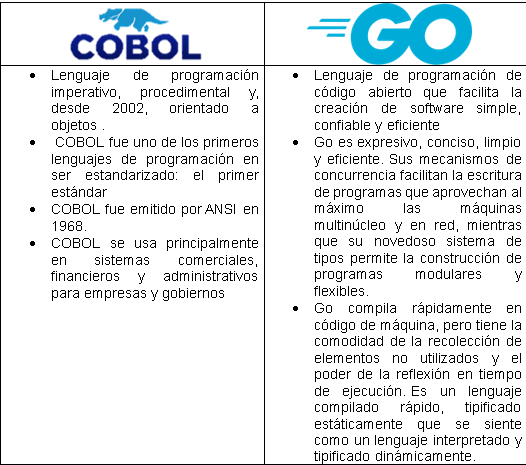 COBOL
GO
• Lenguaje de programación
imperativo, procedimental y,
desde 2002, orientado a
objetos .
• COBOL fue uno de los primeros
lenguajes de programación en
ser estandarizado: el primer
estándar
• COBOL fue emitido por ANSI en
1968.
• COBOL se usa principalmente
en sistemas comerciales,
financieros y administrativos
para empresas y gobiernos
• Lenguaje de programación de
código abierto que facilita la
creación de software simple,
confiable y eficiente
• Go es expresivo, conciso, limpio
y eficiente. Sus mecanismos de
concurrencia facilitan la escritura
de programas que aprovechan al
máximo las máquinas
multinúcleo y en red, mientras
que su novedoso sistema de
tipos permite la construcción de
programas modulares y
flexibles.
• Go compila rápidamente en
código de máquina, pero tiene la
comodidad de la recolección de
elementos no utilizados y el
poder de la reflexión en tiempo
de ejecución. Es un lenguaje
compilado rápido, tipificado
estáticamente que se siente
como un lenguaje interpretado y
tipificado dinámicamente.